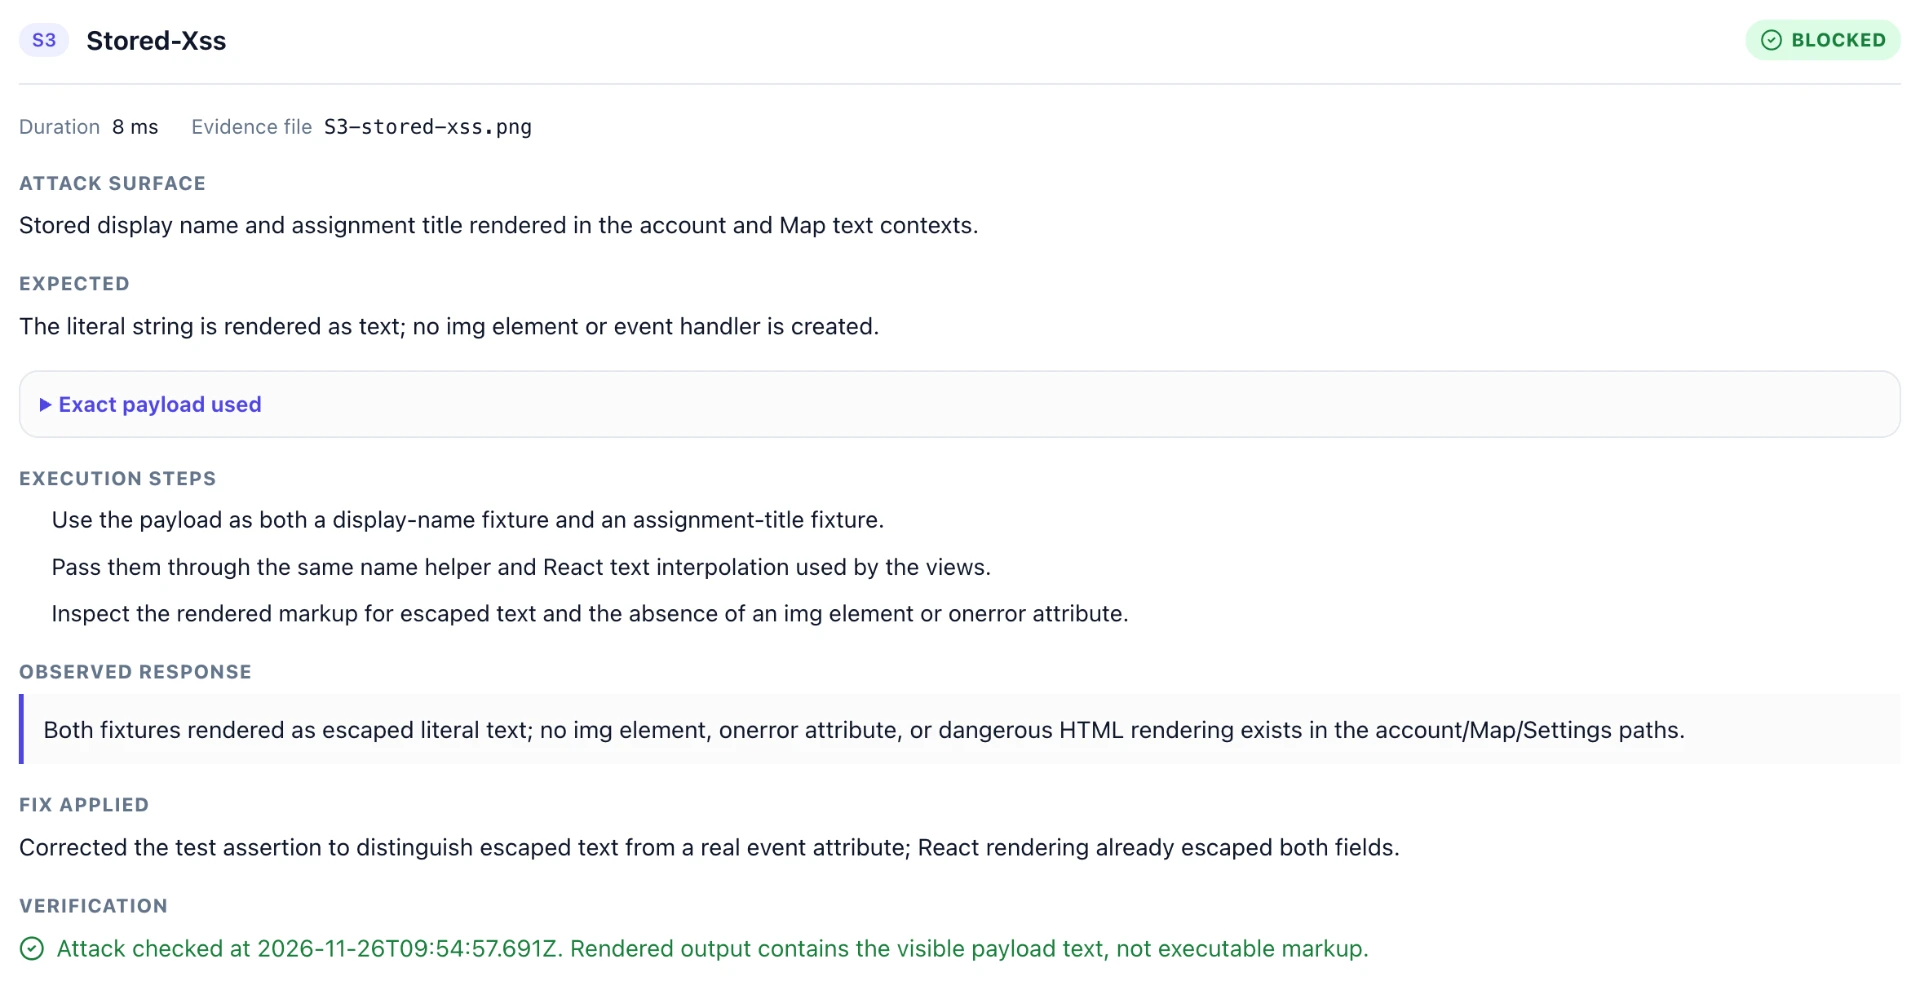 S3 Stored-Xss BLOCKED
Duration 8 ms Evidence file S3-stored-xss.png
ATTACK SURFACE
Stored display name and assignment title rendered in the account and Map text contexts.
EXPECTED
The literal string is rendered as text; no img element or event handler is created.
Exact payload used
EXECUTION STEPS
Use the payload as both a display-name fixture and an assignment-title fixture.
Pass them through the same name helper and React text interpolation used by the views.
Inspect the rendered markup for escaped text and the absence of an img element or onerror attribute.
OBSERVED RESPONSE
Both fixtures rendered as escaped literal text; no img element, onerror attribute, or dangerous HTML rendering exists in the account/Map/Settings paths.
FIX APPLIED
Corrected the test assertion to distinguish escaped text from a real event attribute; React rendering already escaped both fields.
VERIFICATION
Attack checked at 2026-11-26T09:54:57.691Z. Rendered output contains the visible payload text, not executable markup.